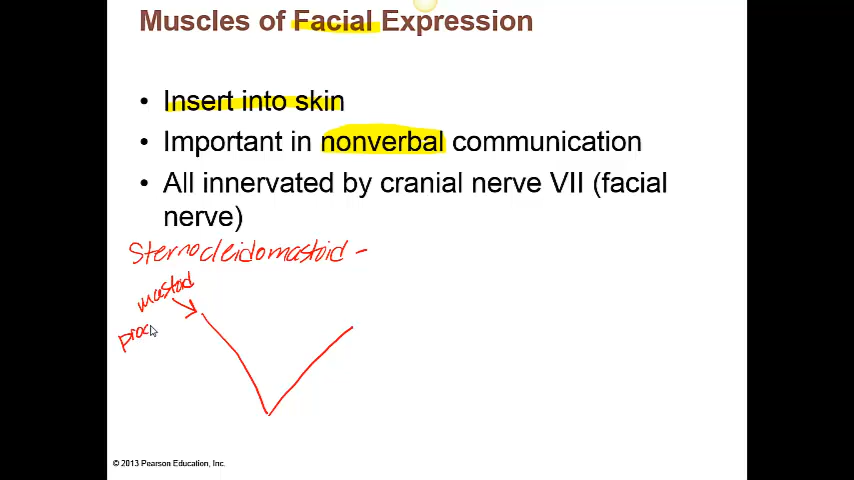 Muscles of Facial Expression
• Insert into skin
• Important in nonverbal communication
• All innervated by cranial nerve VII (facial
nerve)
Sternocleidomastoid -
mastoid
proc
© 2013 Pearson Education, Inc.